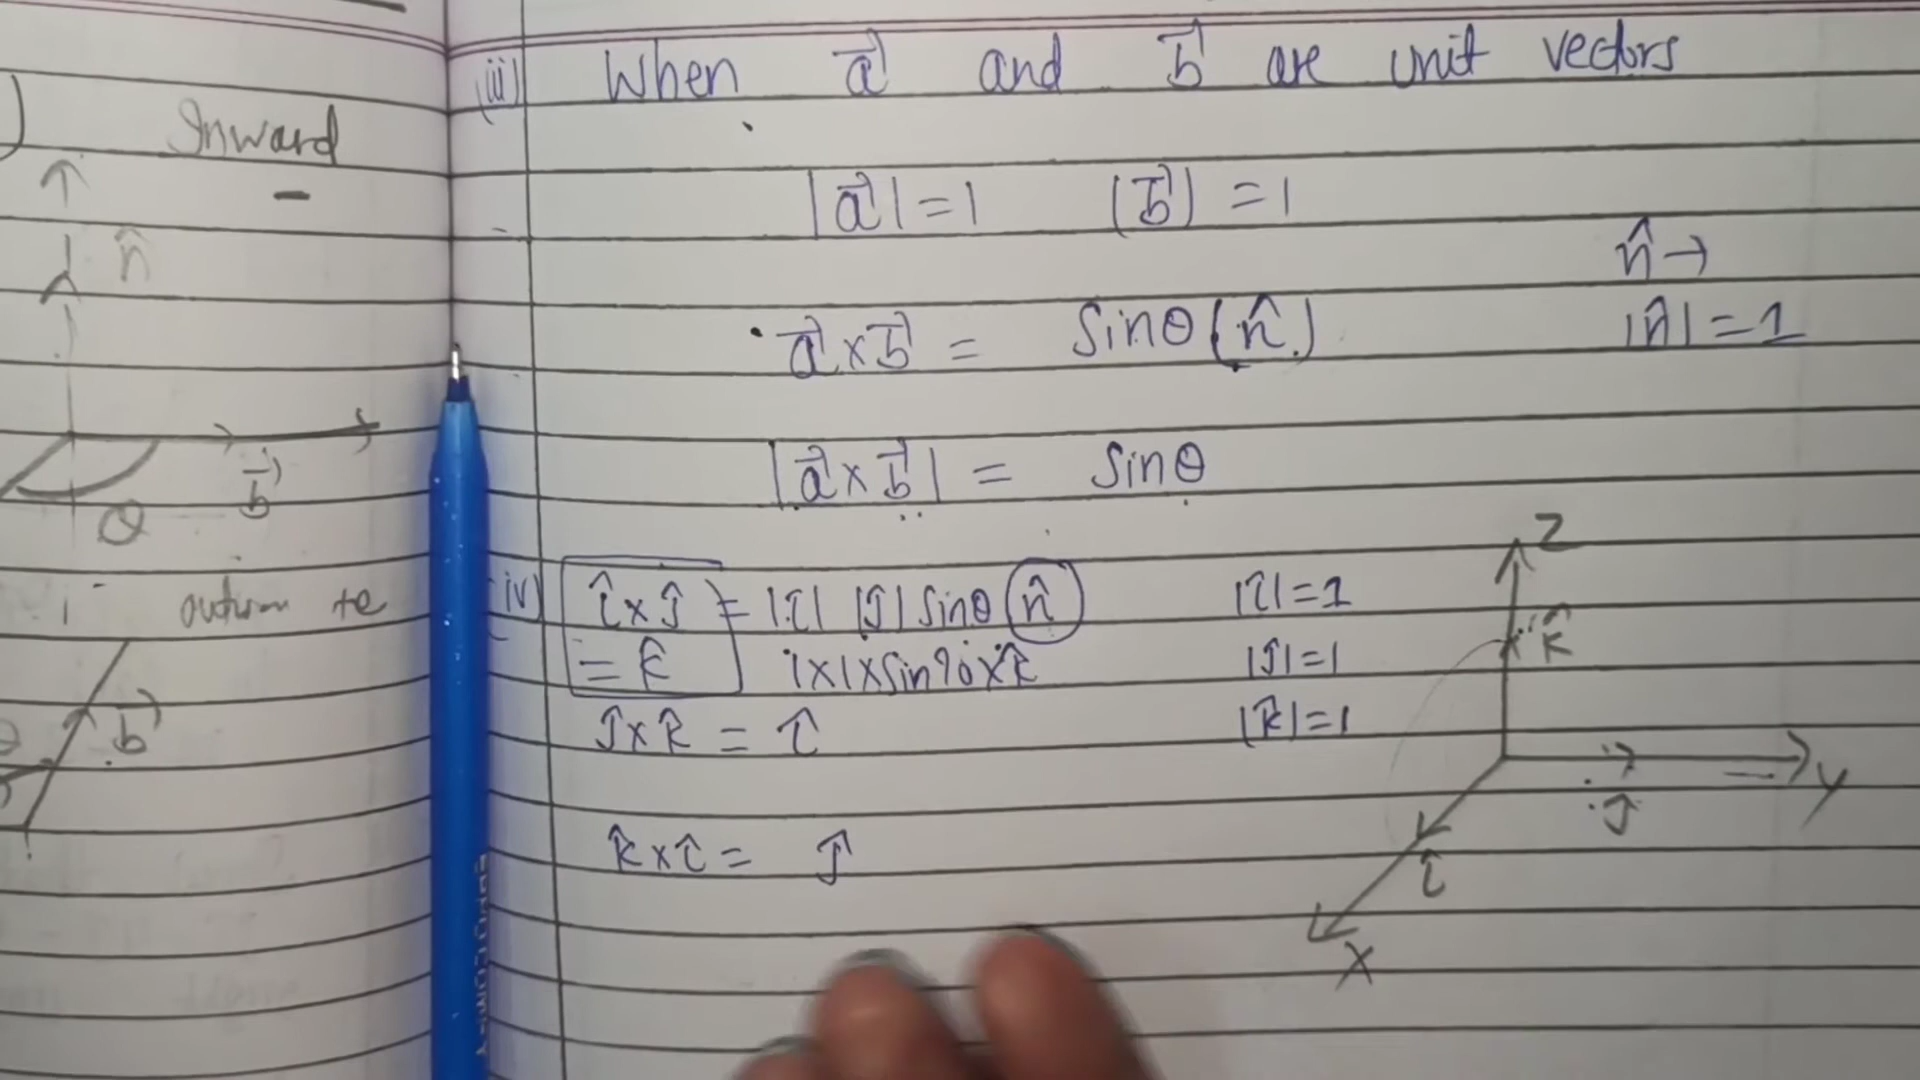 Inward
-
n̂
b⃗
θ
outwar +e
b⃗
(iii) When a⃗ and b⃗ are unit vectors
|a⃗|=1 |b⃗|=1
n̂→
a⃗×b⃗ = Sinθ(n̂) |n̂|=1
|a⃗×b⃗| = Sinθ
iv) î×ĵ = |î| |ĵ| Sinθ n̂ |î|=1
= k̂ 1×1×Sin90×k̂ |ĵ|=1
ĵ×k̂ = î |k̂|=1
k̂×î = ĵ
Z
k̂
Y
ĵ
î
X